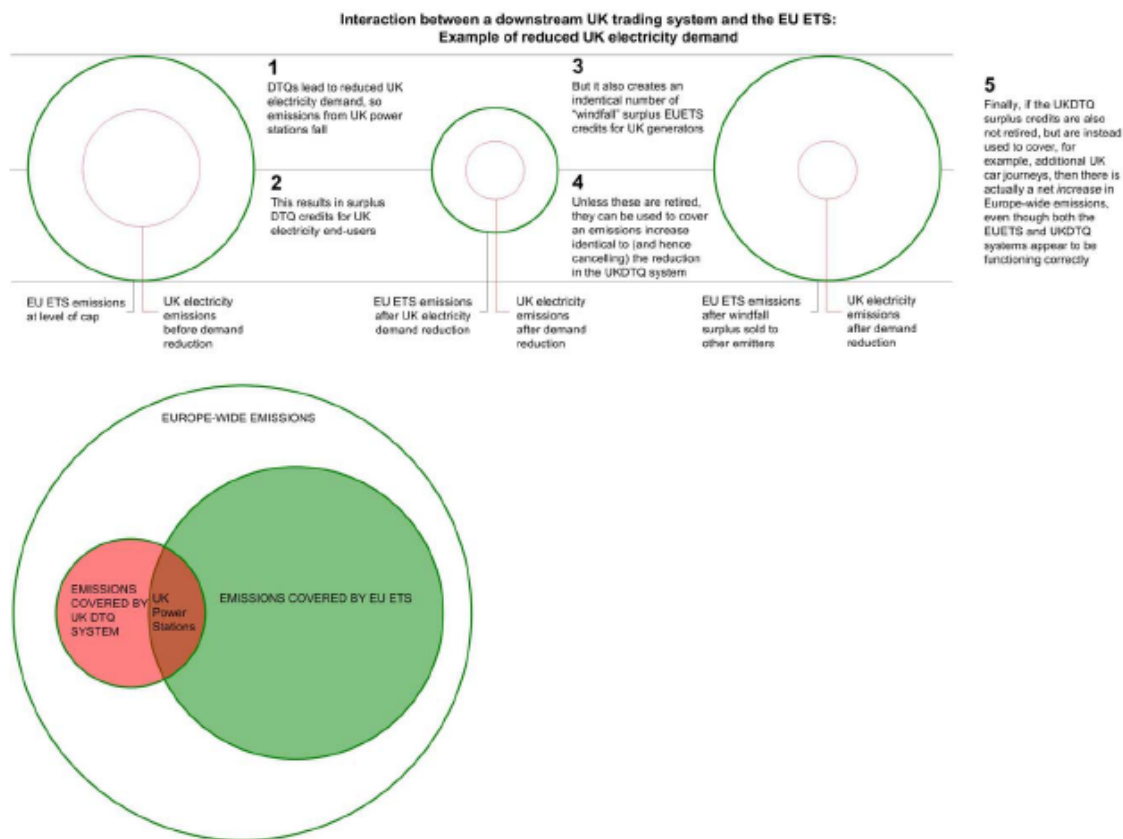 Interaction between a downstream UK trading system and the EU ETS:
Example of reduced UK electricity demand
1
DTQs lead to reduced UK
electricity demand, so
emissions from UK power
stations fall
2
This results in surplus
DTQ credits for UK
electricity end-users
3
But it also creates an
indentical number of
"windfall" surplus EUETS
credits for UK generators
4
Unless these are retired,
they can be used to cover
an emissions increase
identical to (and hence
cancelling) the reduction
in the UKDTQ system
5
Finally, if the UKDTQ
surplus credits are also
not retired, but are instead
used to cover, for
example, additional UK
car journeys, then there is
actually a net increase in
Europe-wide emissions,
even though both the
EUETS and UKDTQ
systems appear to be
functioning correctly
EU ETS emissions
at level of cap
UK electricity
emissions
before demand
reduction
EU ETS emissions
after UK electricity
demand reduction
UK electricity
emissions
after demand
reduction
EU ETS emissions
after windfall
surplus sold to
other emitters
UK electricity
emissions
after demand
reduction
EUROPE-WIDE EMISSIONS
EMISSIONS
COVERED BY
UK DTQ
SYSTEM
UK
Power
Stations
EMISSIONS COVERED BY EU ETS